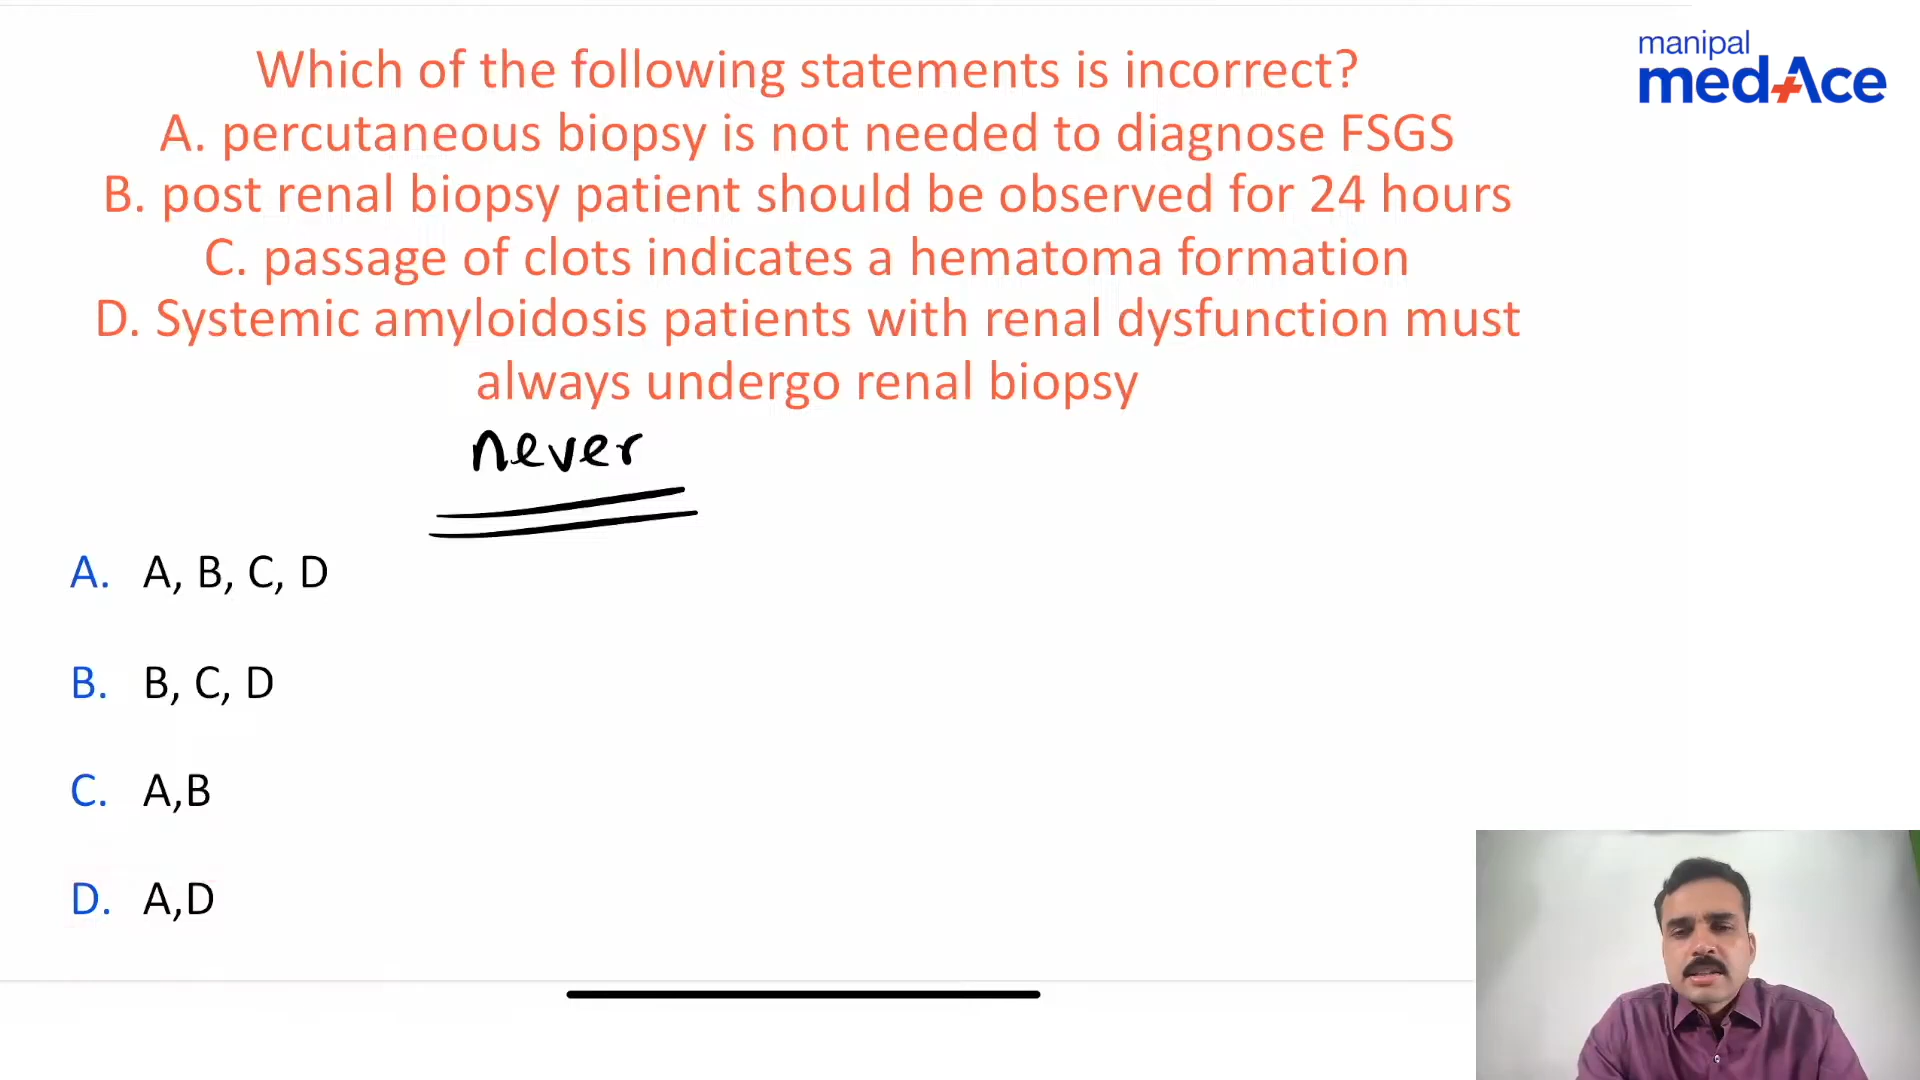 manipal
medAce
Which of the following statements is incorrect?
A. percutaneous biopsy is not needed to diagnose FSGS
B. post renal biopsy patient should be observed for 24 hours
C. passage of clots indicates a hematoma formation
D. Systemic amyloidosis patients with renal dysfunction must
always undergo renal biopsy
never
A. A, B, C, D
B. B, C, D
C. A,B
D. A,D